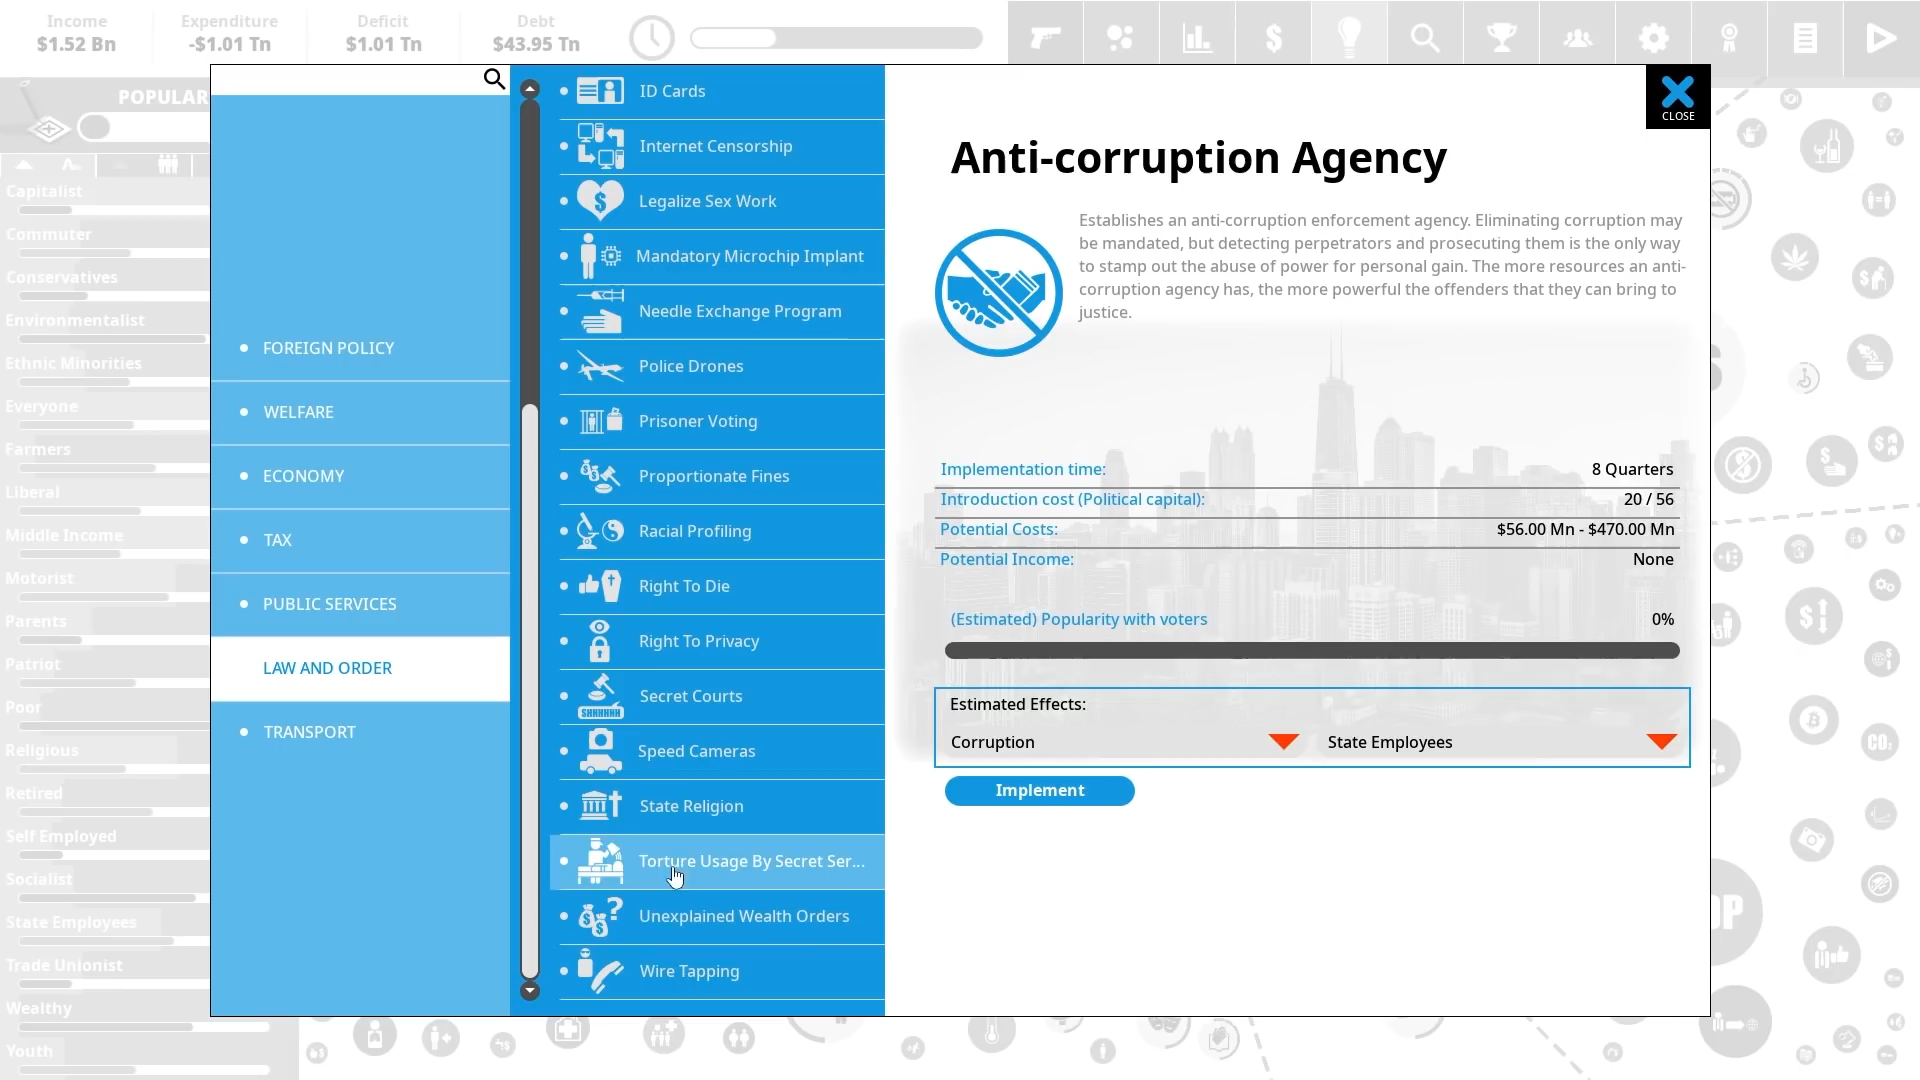 Income
$1.52 Bn
Expenditure
-$1.01 Tn
Deficit
$1.01 Tn
Debt
$43.95 Tn
POPULAR
Capitalist
Commuter
Conservatives
Environmentalist
Ethnic Minorities
Everyone
Farmers
Liberal
Middle Income
Motorist
Parents
Patriot
Poor
Religious
Retired
Self Employed
Socialist
State Employees
Trade Unionist
Wealthy
Youth
FOREIGN POLICY
WELFARE
ECONOMY
TAX
PUBLIC SERVICES
LAW AND ORDER
TRANSPORT
ID Cards
Internet Censorship
Legalize Sex Work
Mandatory Microchip Implant
Needle Exchange Program
Police Drones
Prisoner Voting
Proportionate Fines
Racial Profiling
Right To Die
Right To Privacy
Secret Courts
Speed Cameras
State Religion
Torture Usage By Secret Ser...
Unexplained Wealth Orders
Wire Tapping
CLOSE
Anti-corruption Agency
Establishes an anti-corruption enforcement agency. Eliminating corruption may
be mandated, but detecting perpetrators and prosecuting them is the only way
to stamp out the abuse of power for personal gain. The more resources an anti-
corruption agency has, the more powerful the offenders that they can bring to
justice.
Implementation time: 8 Quarters
Introduction cost (Political capital): 20 / 56
Potential Costs: $56.00 Mn - $470.00 Mn
Potential Income: None
(Estimated) Popularity with voters 0%
Estimated Effects:
Corruption State Employees
Implement
CO₂